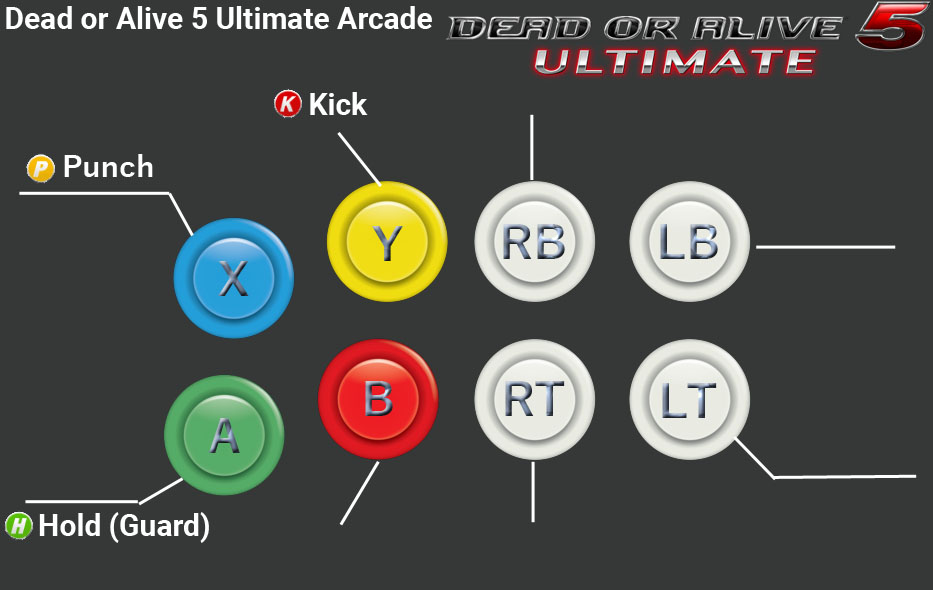 Dead or Alive 5 Ultimate Arcade
DEAD OR ALIVE 5
ULTIMATE
K Kick
P Punch
Y RB LB
X
B RT LT
A
H Hold (Guard)